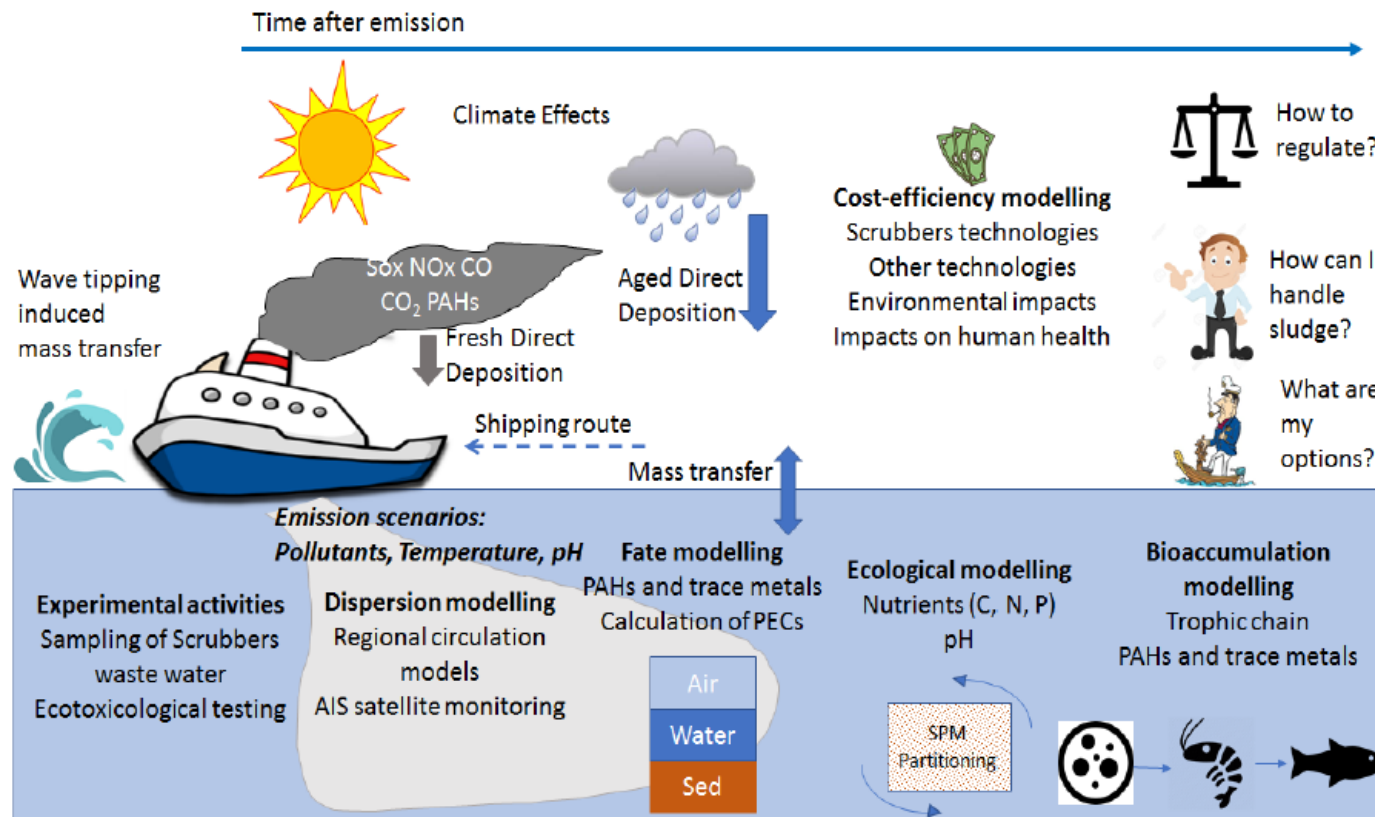 Time after emission
Climate Effects
How to
regulate?
Cost-efficiency modelling
Scrubbers technologies
Other technologies
Environmental impacts
Impacts on human health
Sox NOx CO
CO₂ PAHs
Aged Direct
Deposition
Wave tipping
induced
mass transfer
Fresh Direct
Deposition
How can I
handle
sludge?
What are
my
options?
Shipping route
Mass transfer
Emission scenarios:
Pollutants, Temperature, pH
Experimental activities
Sampling of Scrubbers
waste water
Ecotoxicological testing
Dispersion modelling
Regional circulation
models
AIS satellite monitoring
Fate modelling
PAHs and trace metals
Calculation of PECs
Air
Water
Sed
Ecological modelling
Nutrients (C, N, P)
pH
SPM
Partitioning
Bioaccumulation
modelling
Trophic chain
PAHs and trace metals